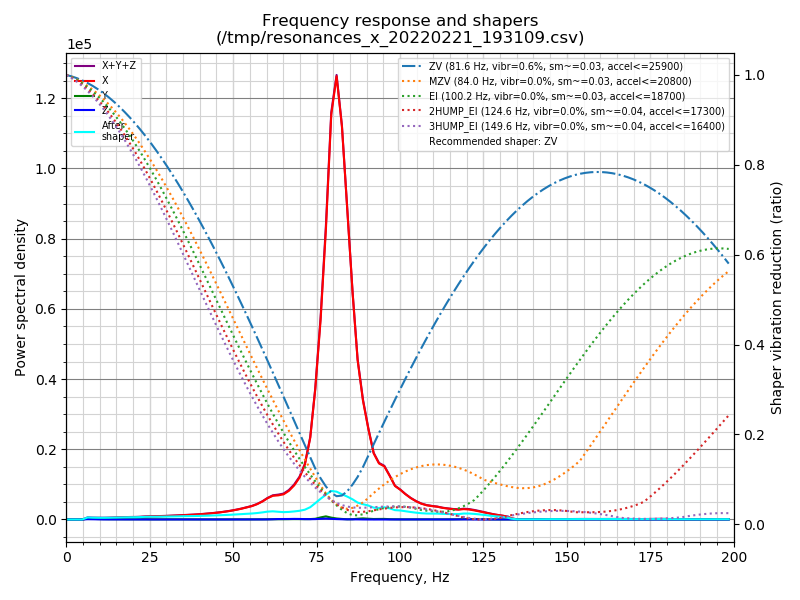 Frequency response and shapers
(/tmp/resonances_x_20220221_193109.csv)
1e5
X+Y+Z
X
Y
Z
After
shaper
ZV (81.6 Hz, vibr=0.6%, sm~=0.03, accel<=25900)
MZV (84.0 Hz, vibr=0.0%, sm~=0.03, accel<=20800)
EI (100.2 Hz, vibr=0.0%, sm~=0.03, accel<=18700)
2HUMP_EI (124.6 Hz, vibr=0.0%, sm~=0.04, accel<=17300)
3HUMP_EI (149.6 Hz, vibr=0.0%, sm~=0.04, accel<=16400)
Recommended shaper: ZV
Power spectral density
1.2
1.0
0.8
0.6
0.4
0.2
0.0
1.0
0.8
0.6
0.4
0.2
0.0
Shaper vibration reduction (ratio)
0 25 50 75 100 125 150 175 200
Frequency, Hz